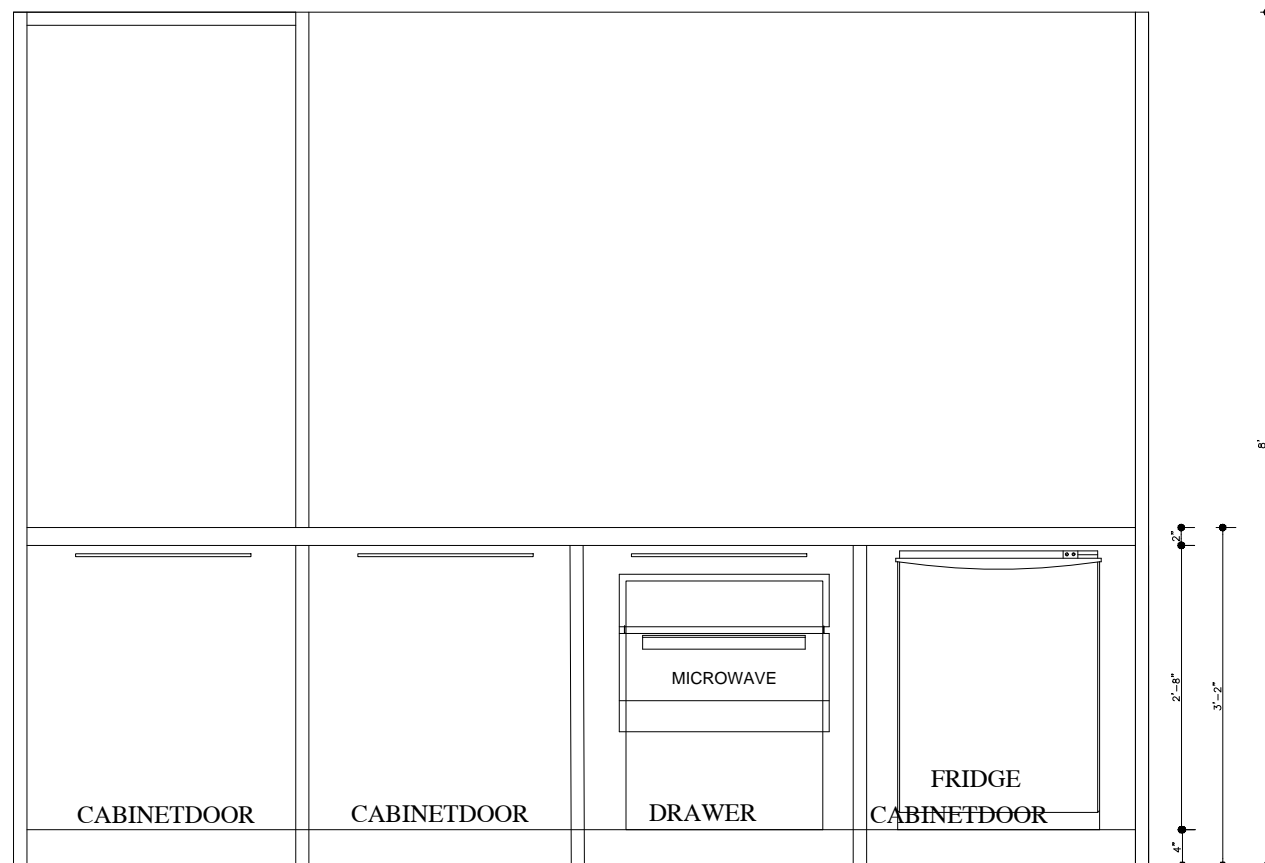 8'
2"
2'-8"
3'-2"
MICROWAVE
FRIDGE
CABINETDOOR
CABINETDOOR
DRAWER
CABINETDOOR
4"